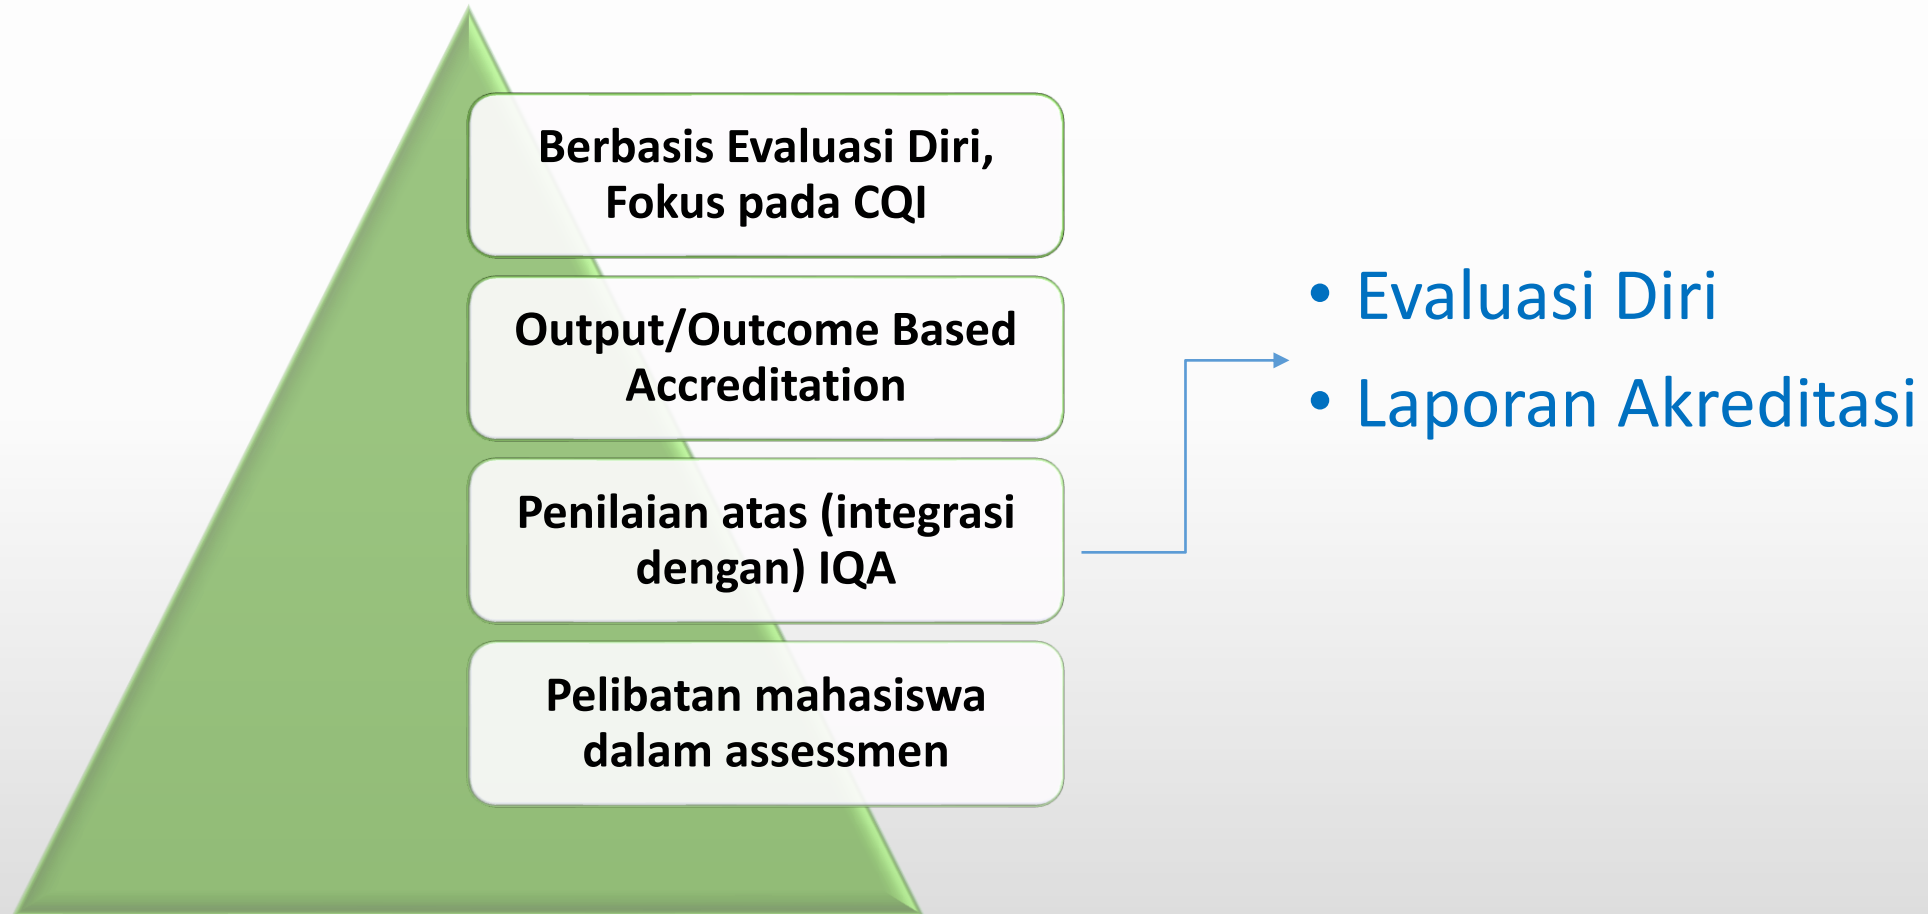 Berbasis Evaluasi Diri,
Fokus pada CQI
Output/Outcome Based
Accreditation
Penilaian atas (integrasi
dengan) IQA
Pelibatan mahasiswa
dalam assessmen
• Evaluasi Diri
• Laporan Akreditasi